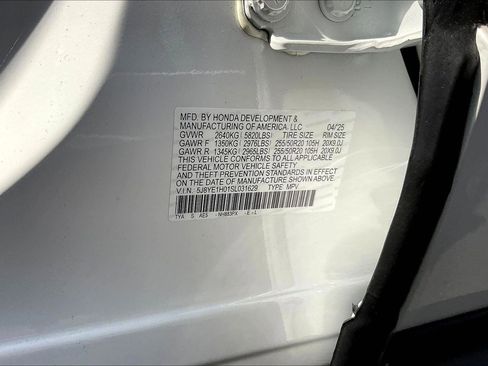 MFD. BY HONDA DEVELOPMENT &
MANUFACTURING OF AMERICA, LLC 04/25
GVWR 2640KG( 5820LBS) TIRE SIZE RIM SIZE
GAWR F 1350KG( 2976LBS) 255/50R20 105H 20X9.0J
GAWR R 1345KG( 2965LBS) 255/50R20 105H 20X9.0J
THIS VEHICLE CONFORMS TO ALL APPLICABLE
FEDERAL MOTOR VEHICLE SAFETY
AND THEFT PREVENTION STANDARDS IN EFFECT
ON THE DATE OF MANUFACTURE SHOWN ABOVE.
V.I.N. 5J8YE1H01SL031629 TYPE: MPV
TYA S AES NH883PX E-L